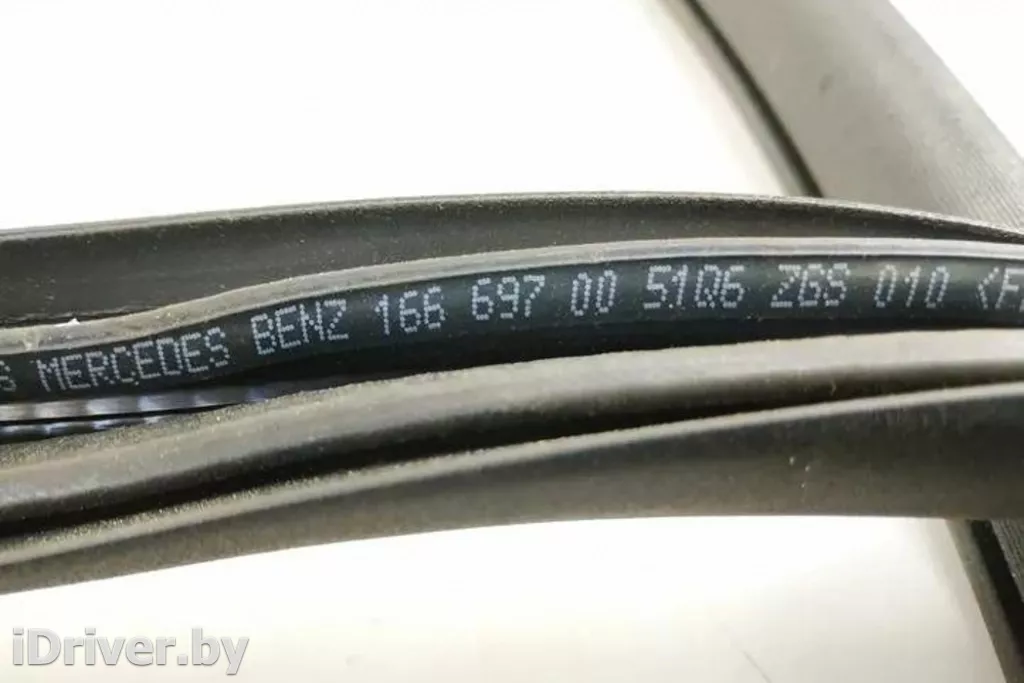 S MERCEDES BENZ 166 697 00 51Q6 ZGS 010 <F
iDriver.by